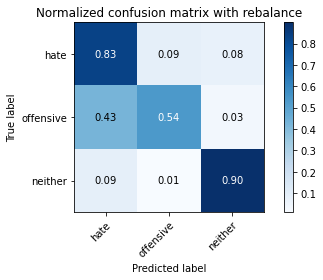 Normalized confusion matrix with rebalance
True label
hate
offensive
neither
0.83 0.09 0.08
0.43 0.54 0.03
0.09 0.01 0.90
hate
offensive
neither
Predicted label
0.8
0.7
0.6
0.5
0.4
0.3
0.2
0.1